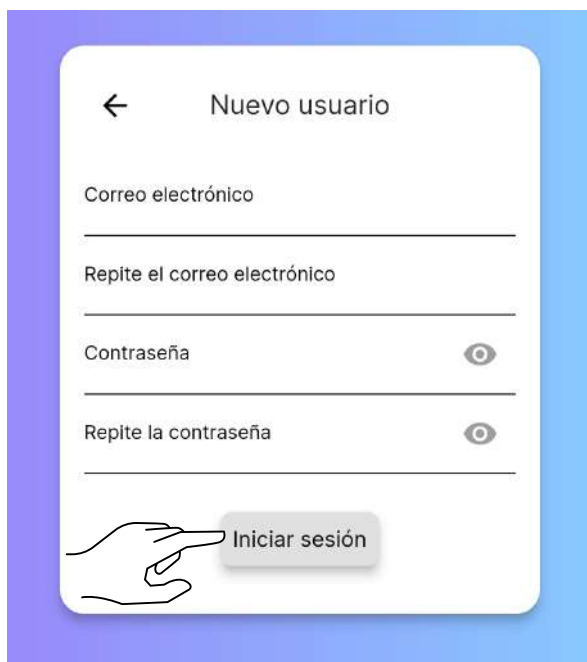 Nuevo usuario
Correo electrónico
Repite el correo electrónico
Contraseña
Repite la contraseña
Iniciar sesión